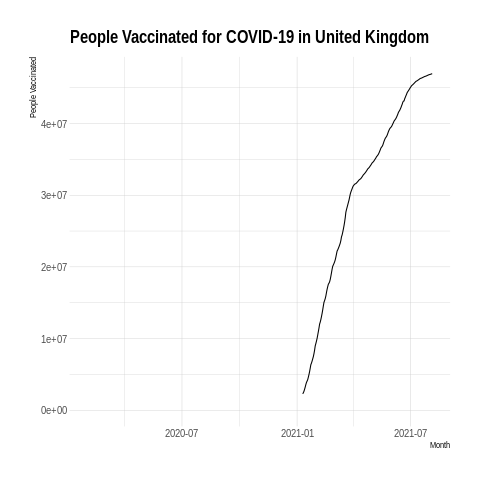 People Vaccinated for COVID-19 in United Kingdom
People Vaccinated
4e+07
3e+07
2e+07
1e+07
0e+00
2020-07
2021-01
2021-07
Month